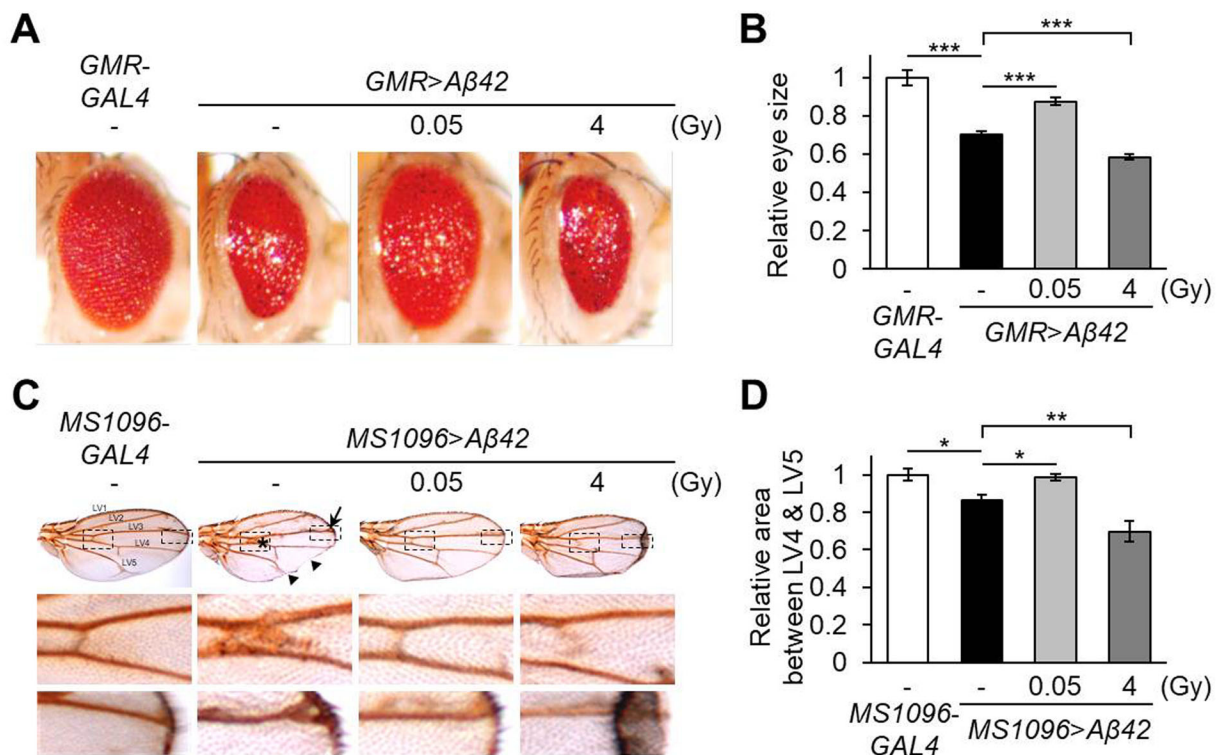 A
GMR-
GAL4
GMR>Aβ42
- - 0.05 4 (Gy)
B
Relative eye size
***
***
***
1
0.8
0.6
0.4
0.2
0
- - 0.05 4 (Gy)
GMR-
GAL4
GMR>Aβ42
C
MS1096-
GAL4
MS1096>Aβ42
- - 0.05 4 (Gy)
LV1
LV2
LV3
LV4
LV5
*
D
Relative area
between LV4 & LV5
**
*
*
1
0.8
0.6
0.4
0.2
0
- - 0.05 4 (Gy)
MS1096-
GAL4
MS1096>Aβ42